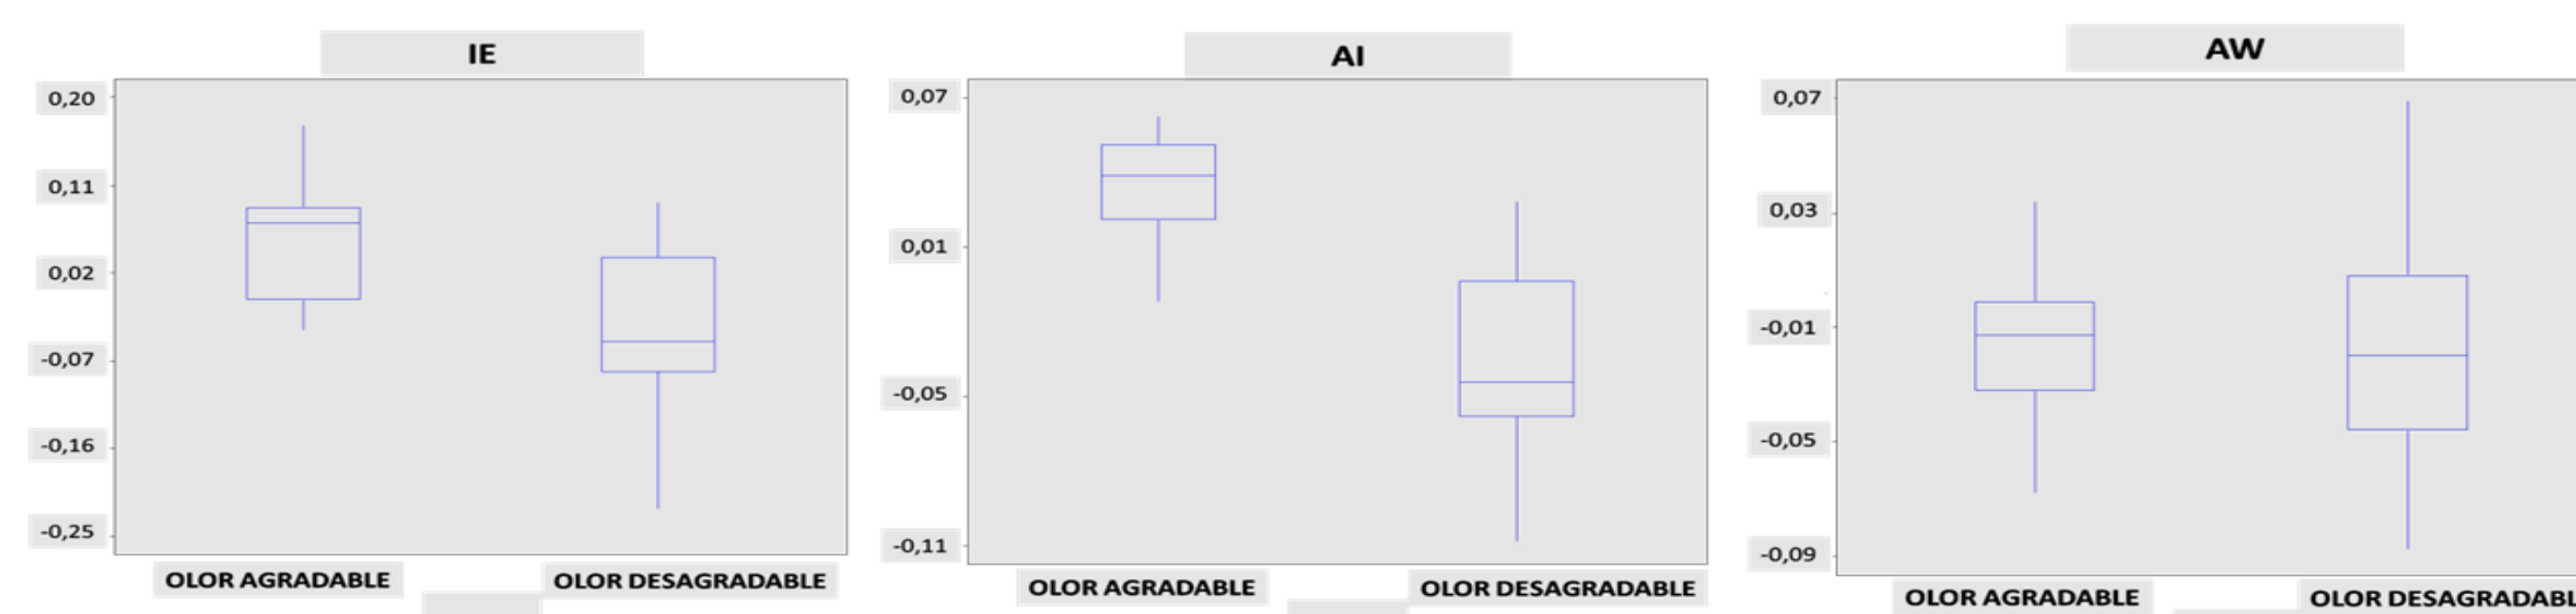 IE
0,20
0,11
0,02
-0,07
-0,16
-0,25
OLOR AGRADABLE OLOR DESAGRADABLE
AI
0,07
0,01
-0,05
-0,11
OLOR AGRADABLE OLOR DESAGRADABLE
AW
0,07
0,03
-0,01
-0,05
-0,09
OLOR AGRADABLE OLOR DESAGRADABL